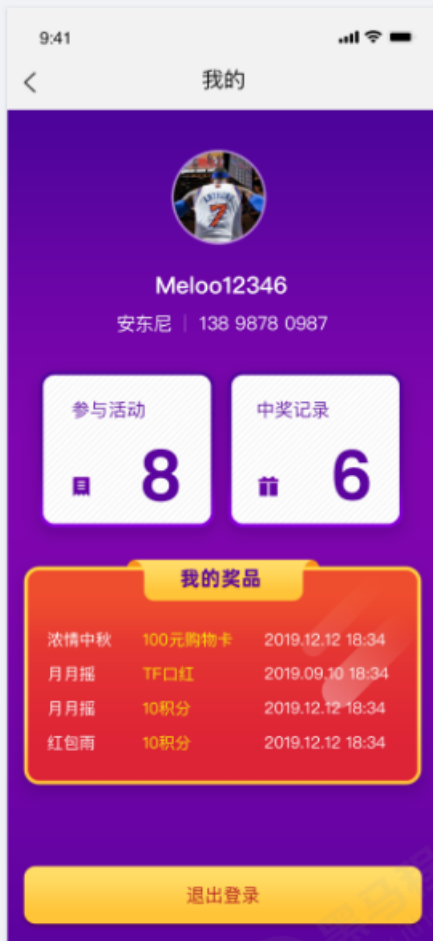 9:41
我的
Meloo12346
安东尼 | 138 9878 0987
参与活动 中奖记录
8 6
我的奖品
浓情中秋 100元购物卡 2019.12.12 18:34
月月摇 TF口红 2019.09.10 18:34
月月摇 10积分 2019.12.12 18:34
红包雨 10积分 2019.12.12 18:34
退出登录